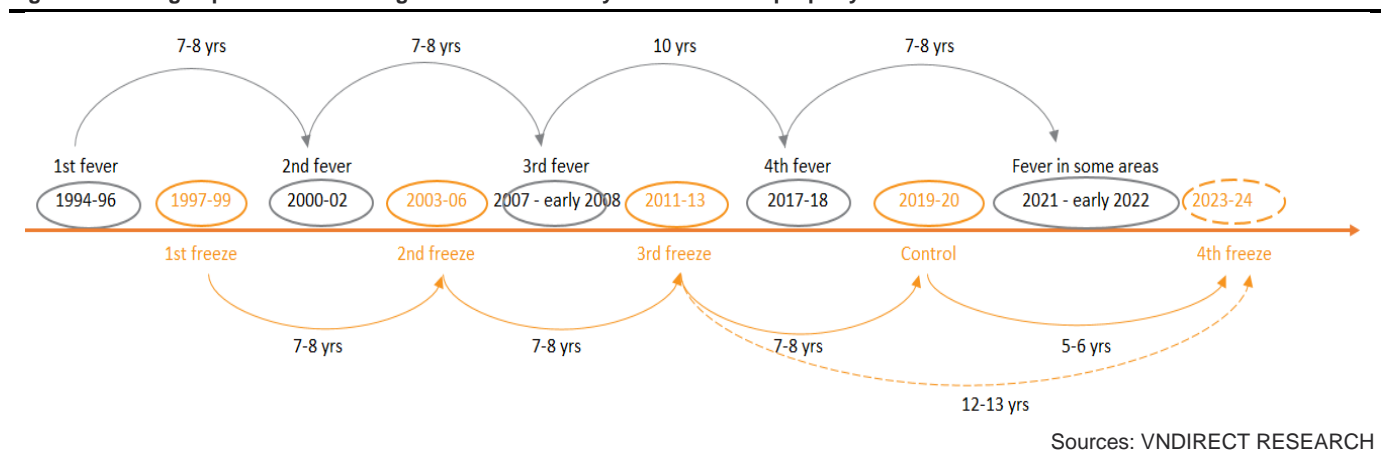 7-8 yrs 7-8 yrs 10 yrs 7-8 yrs
1st fever 2nd fever 3rd fever 4th fever Fever in some areas
1994-96 1997-99 2000-02 2003-06 2007 - early 2008 2011-13 2017-18 2019-20 2021 - early 2022 2023-24
1st freeze 2nd freeze 3rd freeze Control 4th freeze
7-8 yrs 7-8 yrs 7-8 yrs 5-6 yrs
12-13 yrs
Sources: VNDIRECT RESEARCH